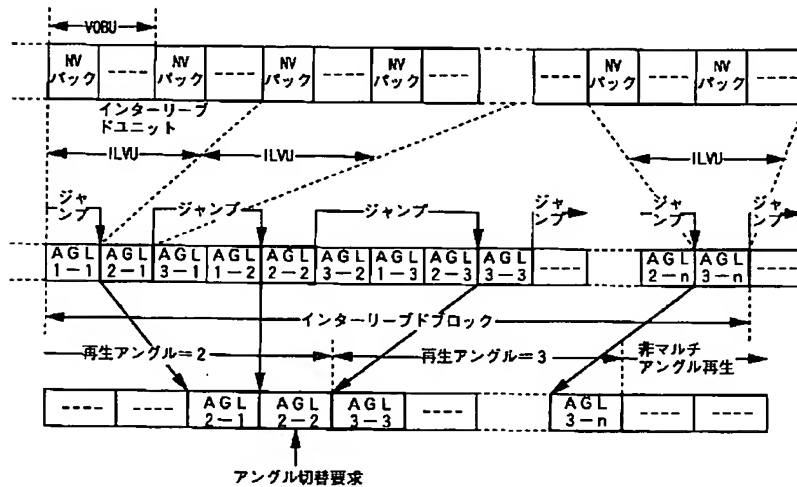 VOBU
NV パック ---- NV パック ---- NV パック ---- NV パック ---- ---- NV パック ---- NV パック ----
インターリーブ
ドユニット
ILVU ILVU ILVU
ジャンプ ジャンプ ジャンプ ジャンプ ジャンプ ジャンプ
AGL 1-1 AGL 2-1 AGL 3-1 AGL 1-2 AGL 2-2 AGL 3-2 AGL 1-3 AGL 2-3 AGL 3-3 ---- AGL 2-n AGL 3-n ----
インターリーブドブロック
再生アングル=2 再生アングル=3 非マルチ
アングル再生
---- ---- AGL 2-1 AGL 2-2 AGL 3-3 ---- AGL 3-n ---- ----
アングル切替要求